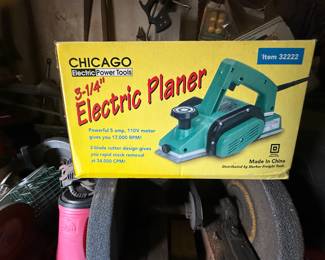 CHICAGO
Electric Power Tools
Item 32222
3-1/4"
Electric Planer
Powerful 5 amp, 110V motor
gives you 17,000 RPM!
2-blade cutter design gives
you rapid stock removal
at 34,000 CPM!
Made In China
Distributed by Harbor Freight Tools